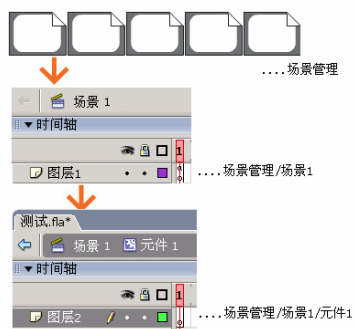 ....场景管理
场景 1
时间轴
1
图层1
....场景管理/场景1
测试.fla*
场景 1 元件 1
时间轴
1
图层2
....场景管理/场景1/元件1